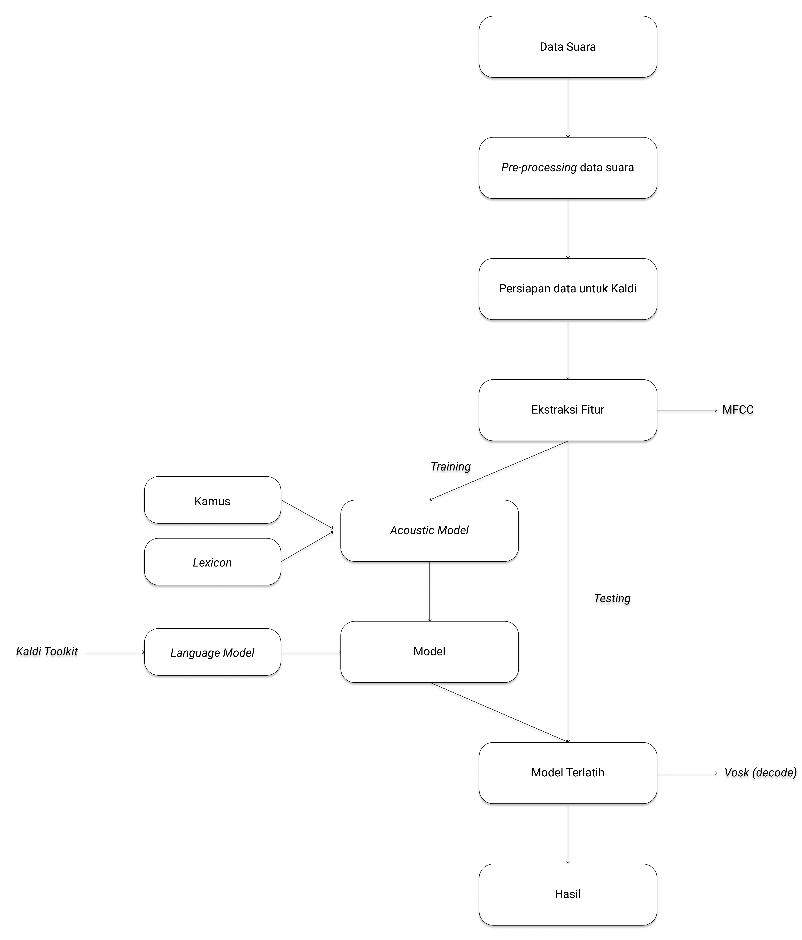 Data Suara
Pre-processing data suara
Persiapan data untuk Kaldi
Ekstraksi Fitur
MFCC
Training
Kamus
Acoustic Model
Lexicon
Testing
Kaldi Toolkit
Language Model
Model
Model Terlatih
Vosk (decode)
Hasil